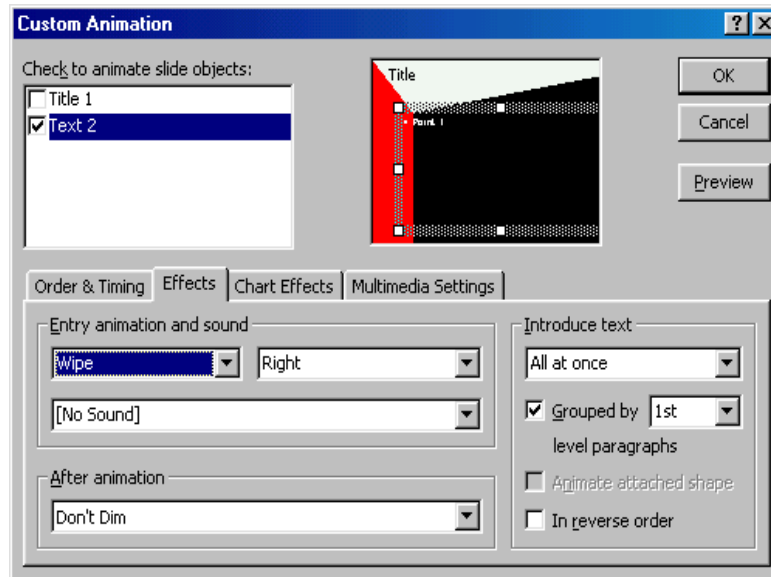 Custom Animation
Check to animate slide objects:
Title 1
Text 2
Title
Point 1
OK
Cancel
Preview
Order & Timing
Effects
Chart Effects
Multimedia Settings
Entry animation and sound
Wipe
Right
[No Sound]
After animation
Don't Dim
Introduce text
All at once
Grouped by 1st
level paragraphs
Animate attached shape
In reverse order